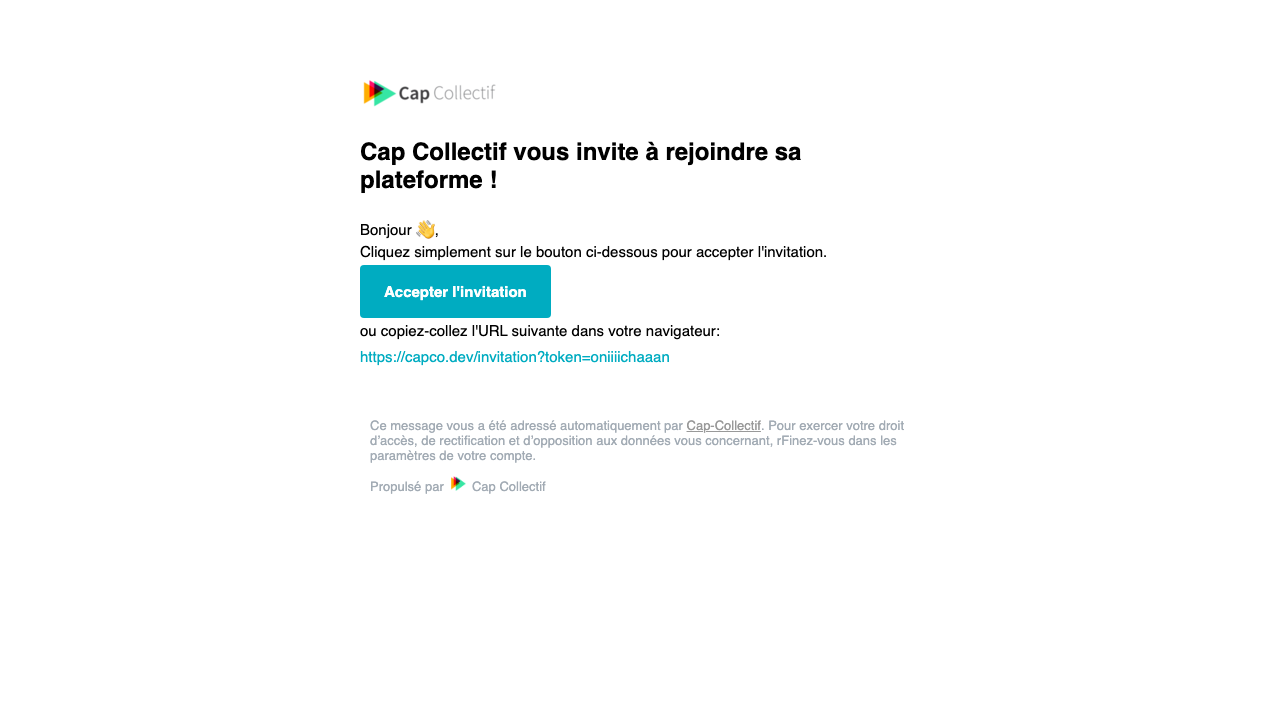 Cap Collectif
Cap Collectif vous invite à rejoindre sa
plateforme !
Bonjour 👋,
Cliquez simplement sur le bouton ci-dessous pour accepter l'invitation.
Accepter l'invitation
ou copiez-collez l'URL suivante dans votre navigateur:
https://capco.dev/invitation?token=oniiiichaaan
Ce message vous a été adressé automatiquement par Cap-Collectif. Pour exercer votre droit
d'accès, de rectification et d'opposition aux données vous concernant, rFinez-vous dans les
paramètres de votre compte.
Propulsé par Cap Collectif